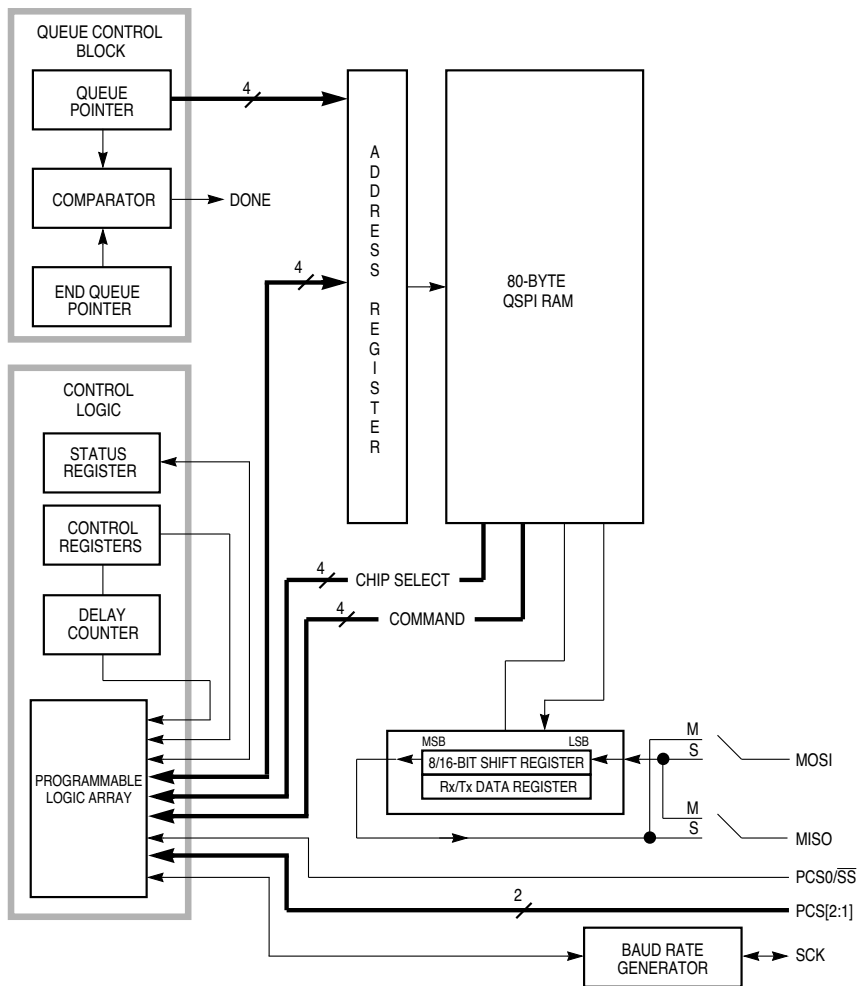 QUEUE CONTROL
BLOCK
QUEUE
POINTER
4
COMPARATOR
DONE
END QUEUE
POINTER
4
ADDRESS REGISTER
80-BYTE
QSPI RAM
CONTROL
LOGIC
STATUS
REGISTER
CONTROL
REGISTERS
DELAY
COUNTER
PROGRAMMABLE
LOGIC ARRAY
4
CHIP SELECT
4
COMMAND
MSB
LSB
8/16-BIT SHIFT REGISTER
Rx/Tx DATA REGISTER
M
S
MOSI
M
S
MISO
PCS0/S̅S̅
2
PCS[2:1]
BAUD RATE
GENERATOR
SCK